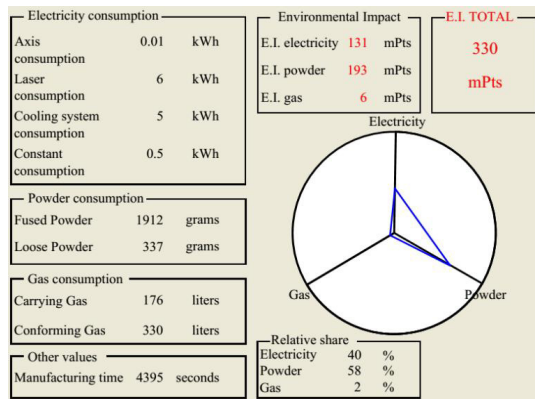 Electricity consumption
Axis 0.01 kWh
consumption
Laser 6 kWh
consumption
Cooling system 5 kWh
consumption
Constant 0.5 kWh
consumption
Powder consumption
Fused Powder 1912 grams
Loose Powder 337 grams
Gas consumption
Carrying Gas 176 liters
Conforming Gas 330 liters
Other values
Manufacturing time 4395 seconds
Environmental Impact
E.I. electricity 131 mPts
E.I. powder 193 mPts
E.I. gas 6 mPts
E.I. TOTAL
330
mPts
Electricity
Gas
Powder
Relative share
Electricity 40 %
Powder 58 %
Gas 2 %